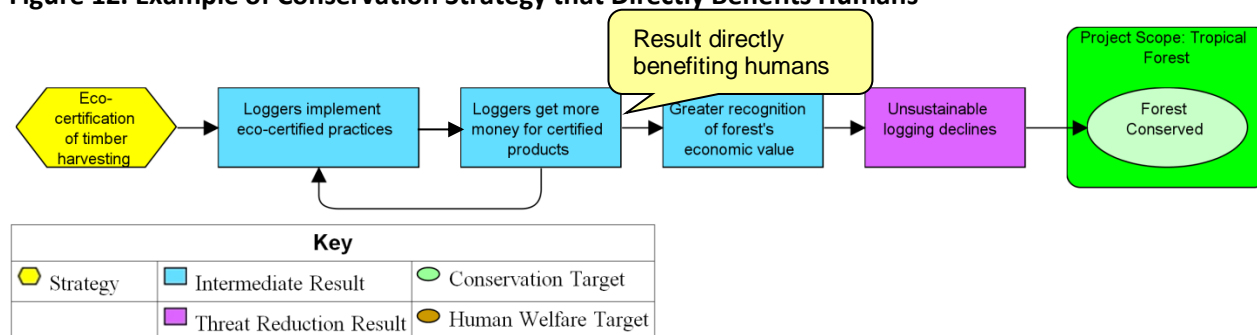 Figure 12. Example of Conservation Strategy that Directly Benefits Humans
Result directly
benefiting humans
Project Scope: Tropical
Forest
Eco-
certification
of timber
harvesting
Loggers implement
eco-certified practices
Loggers get more
money for certified
products
Greater recognition
of forest's
economic value
Unsustainable
logging declines
Forest
Conserved
Key
Strategy
Intermediate Result
Conservation Target
Threat Reduction Result
Human Welfare Target